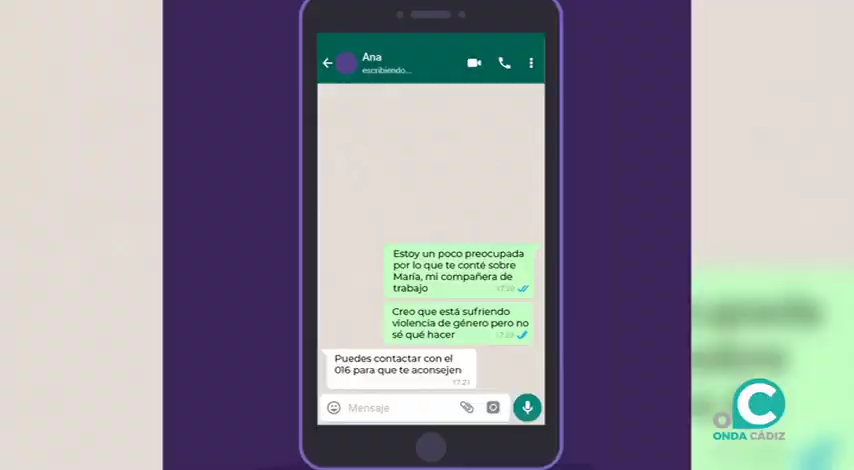 Ana
escribiendo...
Estoy un poco preocupada
por lo que te conté sobre
María, mi compañera de
trabajo
17:20
Creo que está sufriendo
violencia de género pero no
sé qué hacer
17:20
Puedes contactar con el
016 para que te aconsejen
17:21
Mensaje
ONDA CÁDIZ